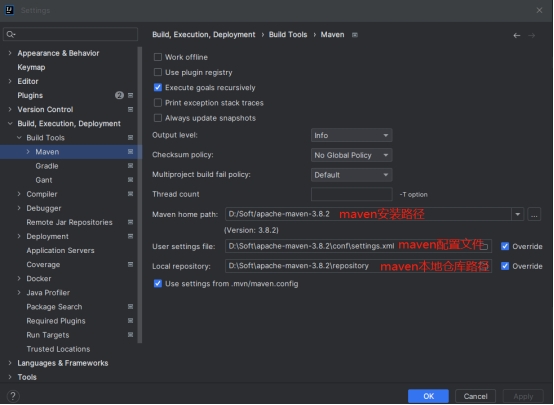 Settings
Build, Execution, Deployment › Build Tools › Maven
Appearance & Behavior
Keymap
Editor
Plugins 2
Version Control
Build, Execution, Deployment
Build Tools
Maven
Gradle
Gant
Compiler
Debugger
Remote Jar Repositories
Deployment
Application Servers
Coverage
Docker
Java Profiler
Package Search
Required Plugins
Run Targets
Trusted Locations
Languages & Frameworks
Tools
Work offline
Use plugin registry
Execute goals recursively
Print exception stack traces
Always update snapshots
Output level: Info
Checksum policy: No Global Policy
Multiproject build fail policy: Default
Thread count -T option
Maven home path: D:/Soft/apache-maven-3.8.2 maven安装路径 ...
(Version: 3.8.2)
User settings file: D:\Soft\apache-maven-3.8.2\conf\settings.xml maven配置文件 Override
Local repository: D:\Soft\apache-maven-3.8.2\repository maven本地仓库路径 Override
Use settings from .mvn/maven.config
? OK Cancel Apply